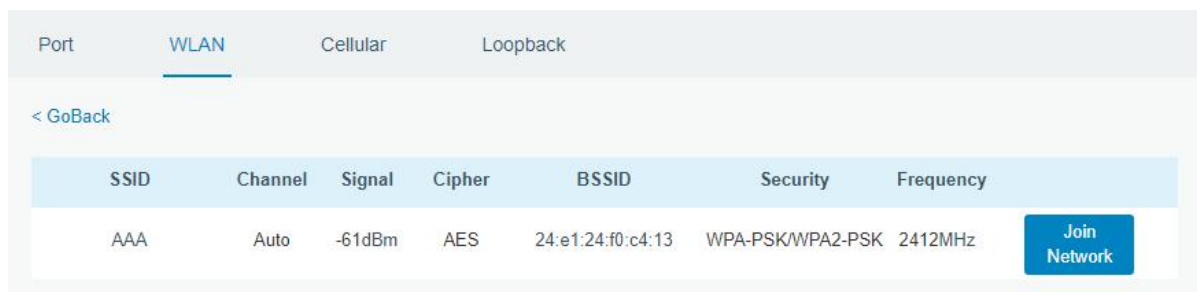 Port WLAN Cellular Loopback
< GoBack
SSID Channel Signal Cipher BSSID Security Frequency
AAA Auto -61dBm AES 24:e1:24:f0:c4:13 WPA-PSK/WPA2-PSK 2412MHz Join
Network